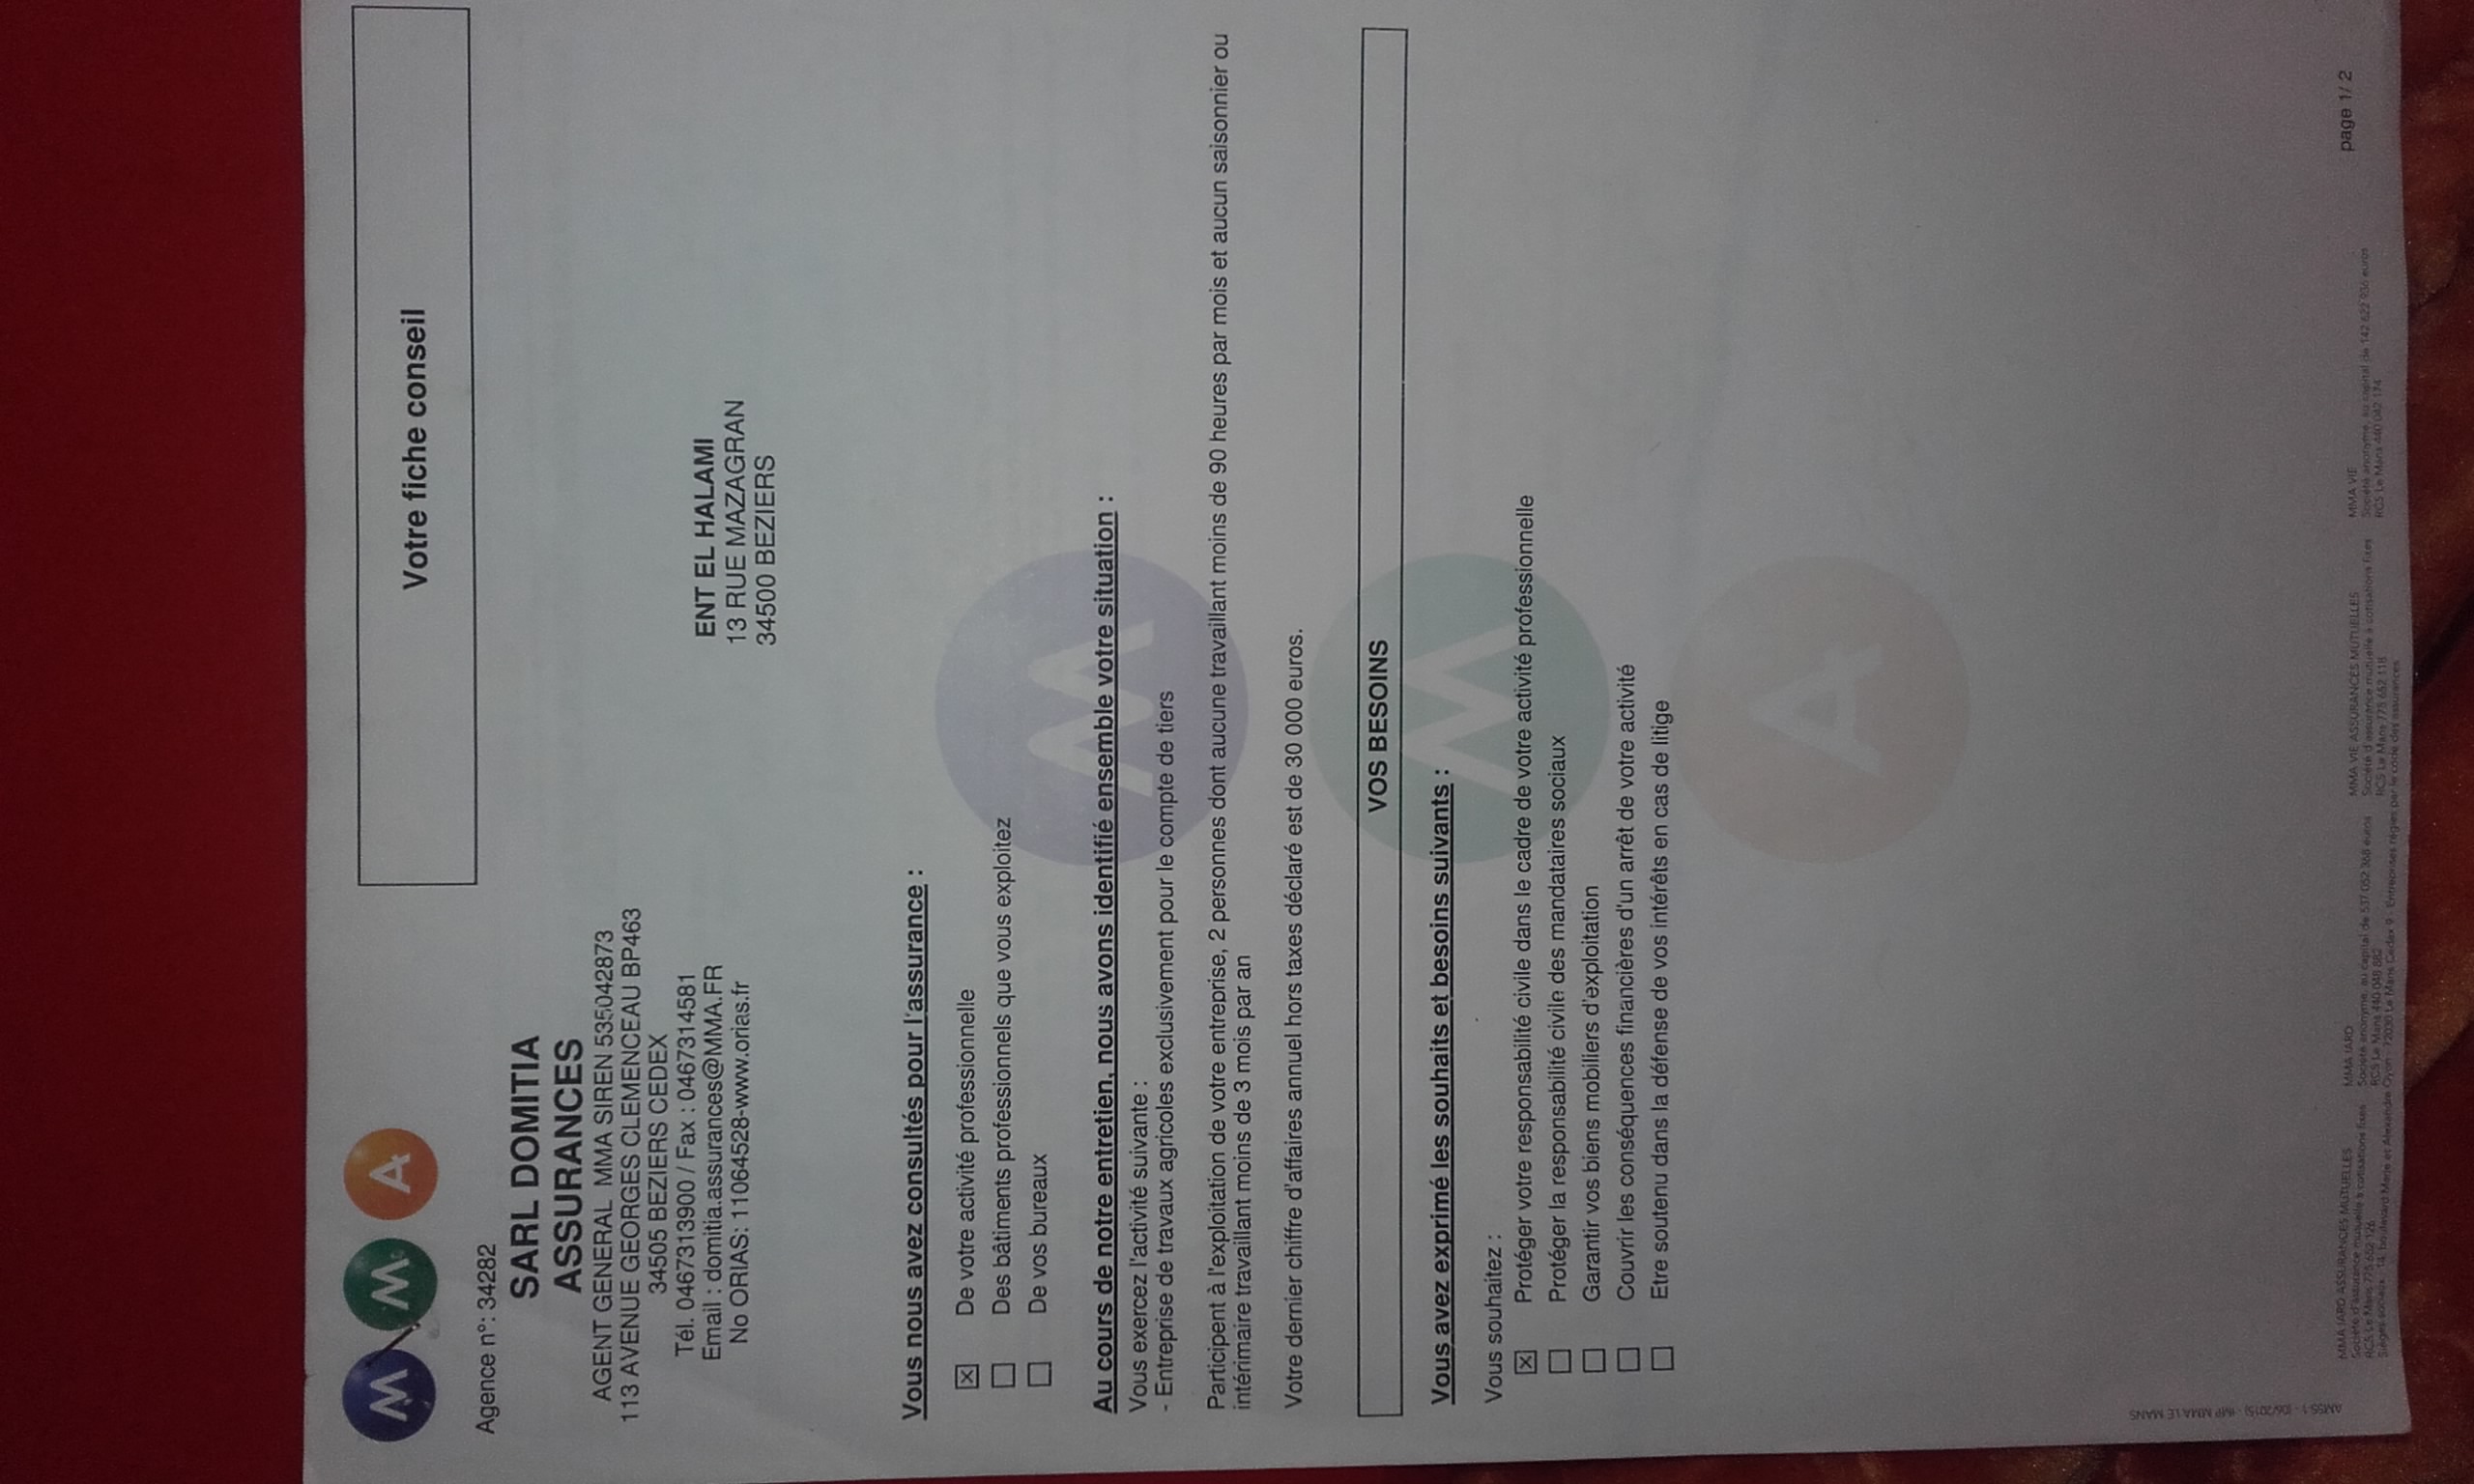 M M A
Votre fiche conseil
Agence n°: 34282
SARL DOMITIA
ASSURANCES
AGENT GENERAL MMA SIREN 535042873
113 AVENUE GEORGES CLEMENCEAU BP463
34505 BEZIERS CEDEX
Tél. 0467313900 / Fax : 0467314581
Email : domitia.assurances@MMA.FR
No ORIAS: 11064528-www.orias.fr
ENT EL HALAMI
13 RUE MAZAGRAN
34500 BEZIERS
Vous nous avez consultés pour l'assurance :
☒ De votre activité professionnelle
☐ Des bâtiments professionnels que vous exploitez
☐ De vos bureaux
Au cours de notre entretien, nous avons identifié ensemble votre situation :
Vous exercez l'activité suivante :
- Entreprise de travaux agricoles exclusivement pour le compte de tiers
Participent à l'exploitation de votre entreprise, 2 personnes dont aucune travaillant moins de 90 heures par mois et aucun saisonnier ou
intérimaire travaillant moins de 3 mois par an
Votre dernier chiffre d'affaires annuel hors taxes déclaré est de 30 000 euros.
VOS BESOINS
Vous avez exprimé les souhaits et besoins suivants :
Vous souhaitez :
☒ Protéger votre responsabilité civile dans le cadre de votre activité professionnelle
☐ Protéger la responsabilité civile des mandataires sociaux
☐ Garantir vos biens mobiliers d'exploitation
☐ Couvrir les conséquences financières d'un arrêt de votre activité
☐ Etre soutenu dans la défense de vos intérêts en cas de litige
M
M
A
AMSS-1 - (06/2015) - IMP MMA LE MANS
MMA IARD ASSURANCES MUTUELLES
Société d'assurance mutuelle à cotisations fixes
RCS Le Mans 775 652 126
MMA IARD
Société anonyme, au capital de 537 052 368 euros
RCS Le Mans 440 048 882
MMA VIE ASSURANCES MUTUELLES
Société d'assurance mutuelle à cotisations fixes
RCS Le Mans 775 652 118
MMA VIE
Société anonyme, au capital de 142 622 936 euros
RCS Le Mans 440 042 174
Sièges sociaux : 14, boulevard Marie et Alexandre Oyon - 72030 Le Mans Cedex 9 - Entreprises régies par le code des assurances
page 1/ 2